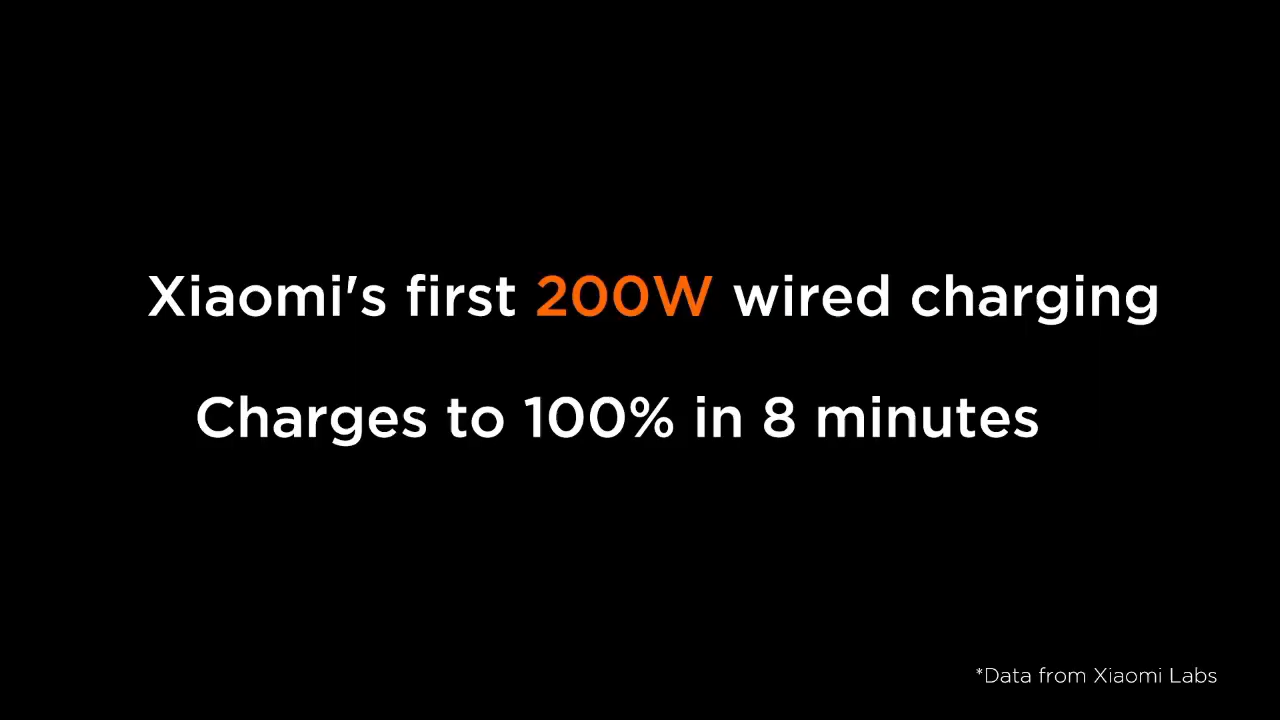 Xiaomi's first 200W wired charging
Charges to 100% in 8 minutes
*Data from Xiaomi Labs